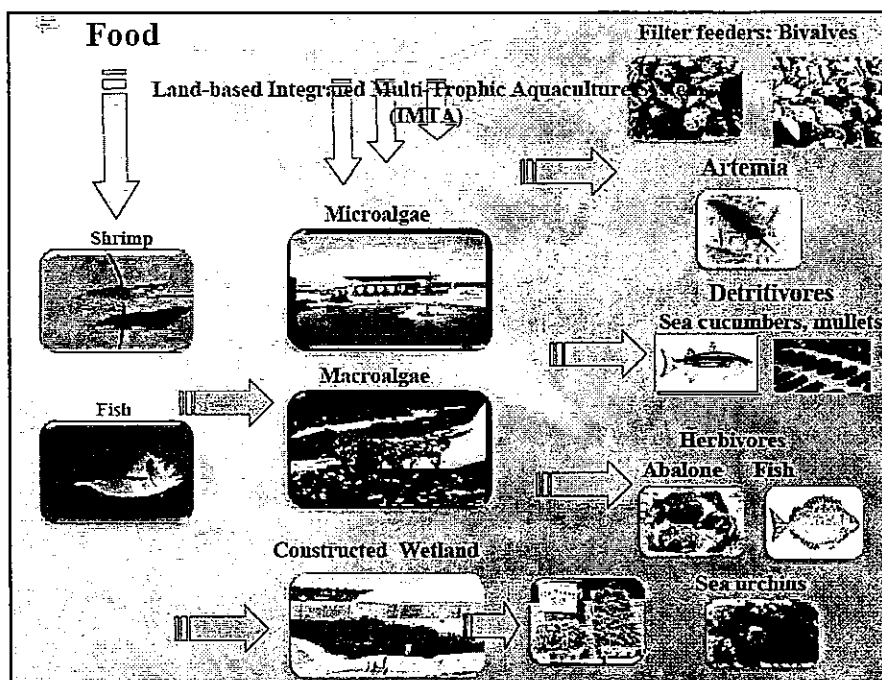 Food
Filter feeders: Bivalves
Land-based Integrated Multi-Trophic Aquaculture System
(IMTA)
Artemia
Microalgae
Shrimp
Detritivores
Sea cucumbers, mullets
Macroalgae
Fish
Herbivores
Abalone Fish
Constructed Wetland
Sea urchins